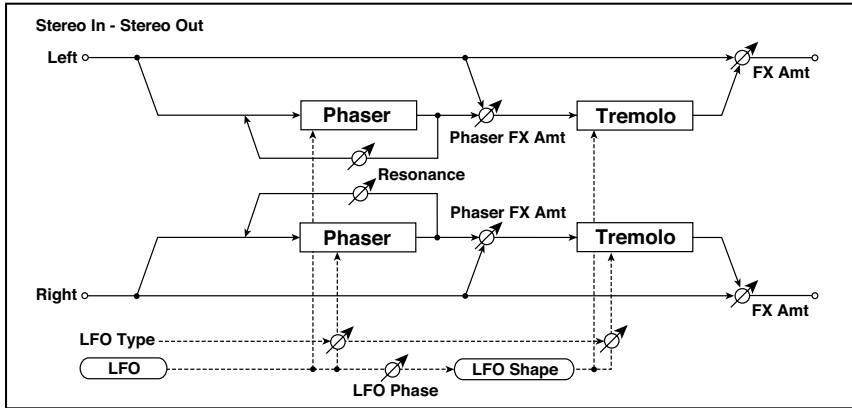 Stereo In - Stereo Out
Left
FX Amt
Phaser
Phaser FX Amt
Tremolo
Resonance
Phaser FX Amt
Phaser
Tremolo
Right
FX Amt
LFO Type
LFO
LFO Phase
LFO Shape